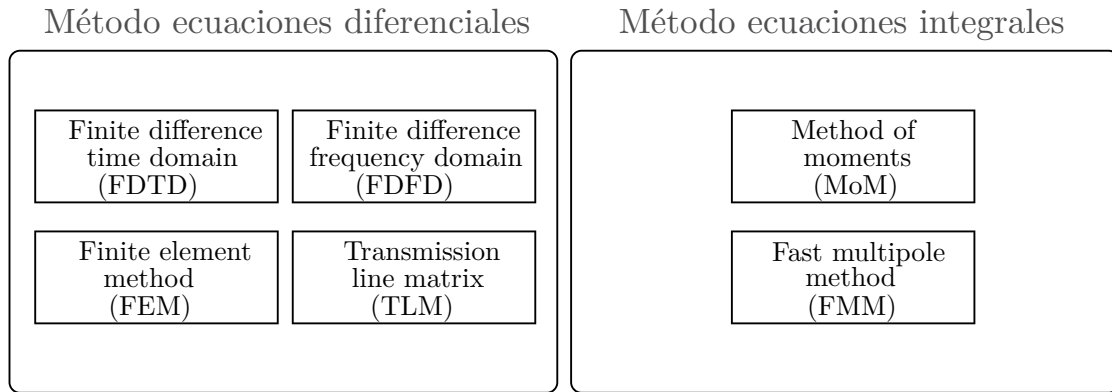 Método ecuaciones diferenciales
Finite difference
time domain
(FDTD)
Finite difference
frequency domain
(FDFD)
Finite element
method
(FEM)
Transmission
line matrix
(TLM)
Método ecuaciones integrales
Method of
moments
(MoM)
Fast multipole
method
(FMM)